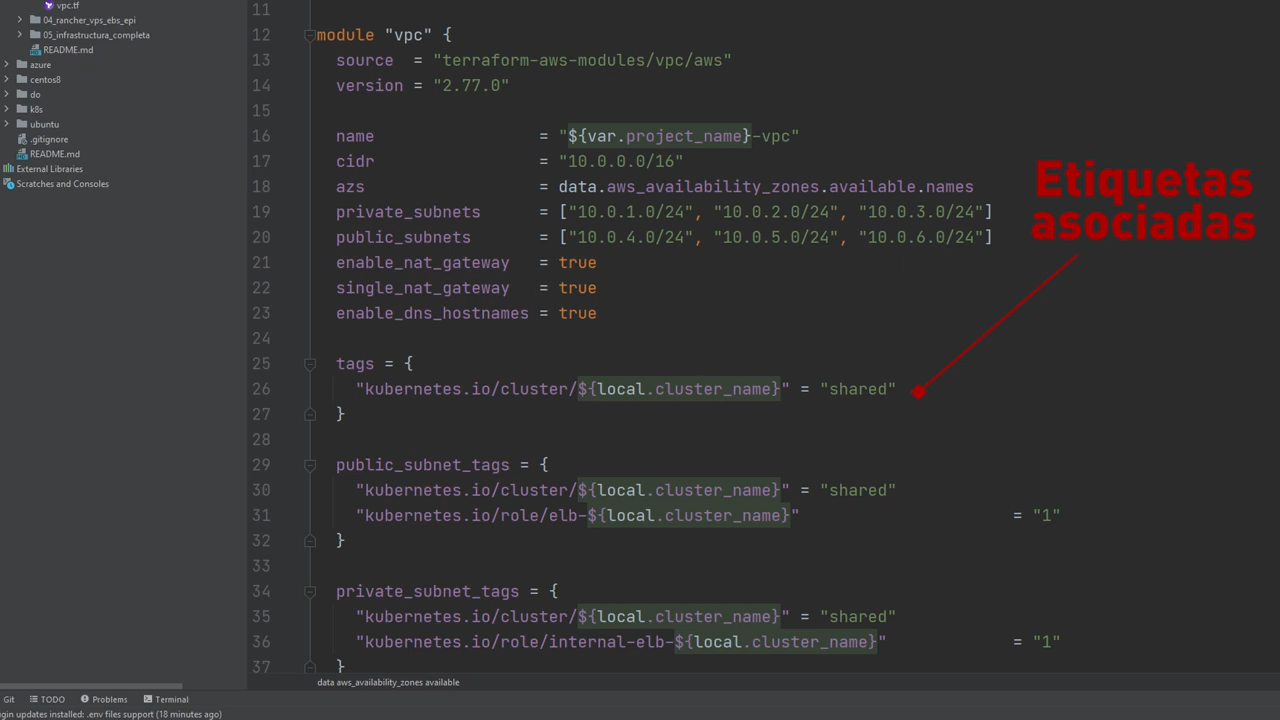 vpc.tf
04_rancher_vps_ebs_epi
05_infrastructura_completa
README.md
azure
centos8
do
k8s
ubuntu
.gitignore
README.md
External Libraries
Scratches and Consoles
11
12 module "vpc" {
13 source = "terraform-aws-modules/vpc/aws"
14 version = "2.77.0"
15
16 name = "${var.project_name}-vpc"
17 cidr = "10.0.0.0/16"
18 azs = data.aws_availability_zones.available.names
19 private_subnets = ["10.0.1.0/24", "10.0.2.0/24", "10.0.3.0/24"]
20 public_subnets = ["10.0.4.0/24", "10.0.5.0/24", "10.0.6.0/24"]
21 enable_nat_gateway = true
22 single_nat_gateway = true
23 enable_dns_hostnames = true
24
25 tags = {
26 "kubernetes.io/cluster/${local.cluster_name}" = "shared"
27 }
28
29 public_subnet_tags = {
30 "kubernetes.io/cluster/${local.cluster_name}" = "shared"
31 "kubernetes.io/role/elb-${local.cluster_name}" = "1"
32 }
33
34 private_subnet_tags = {
35 "kubernetes.io/cluster/${local.cluster_name}" = "shared"
36 "kubernetes.io/role/internal-elb-${local.cluster_name}" = "1"
37 }
Etiquetas
asociadas
data aws_availability_zones available
Git TODO Problems Terminal
gin updates installed: .env files support (18 minutes ago)